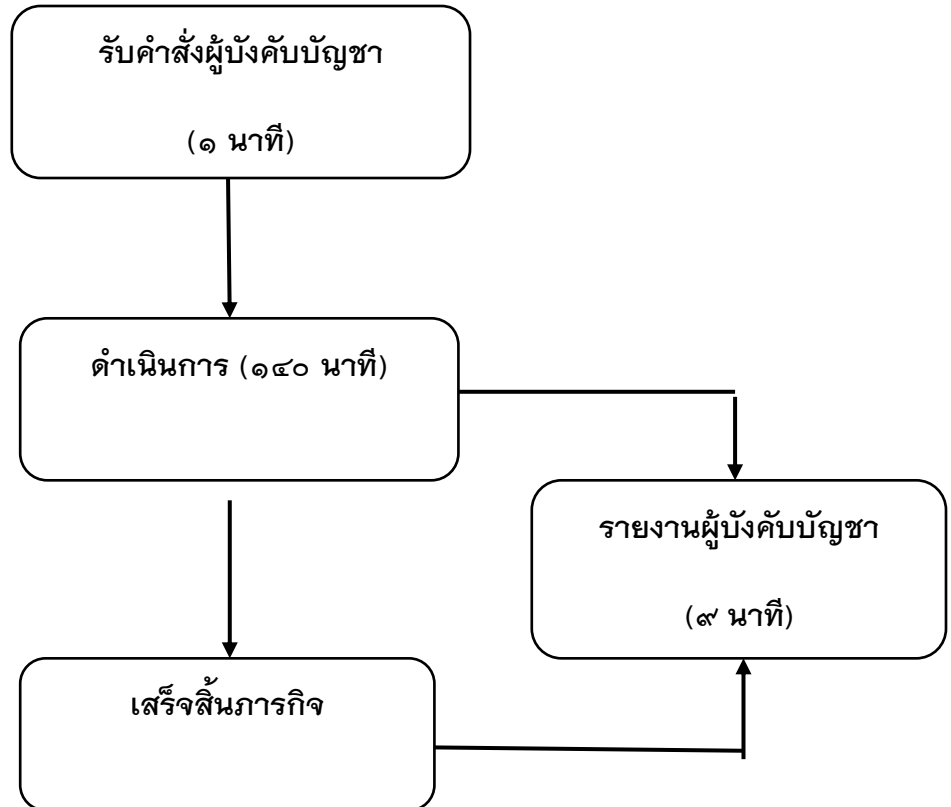 รับคำสั่งผู้บังคับบัญชา
(๑ นาที)
ดำเนินการ (๑๔๐ นาที)
รายงานผู้บังคับบัญชา
(๙ นาที)
เสร็จสิ้นภารกิจ